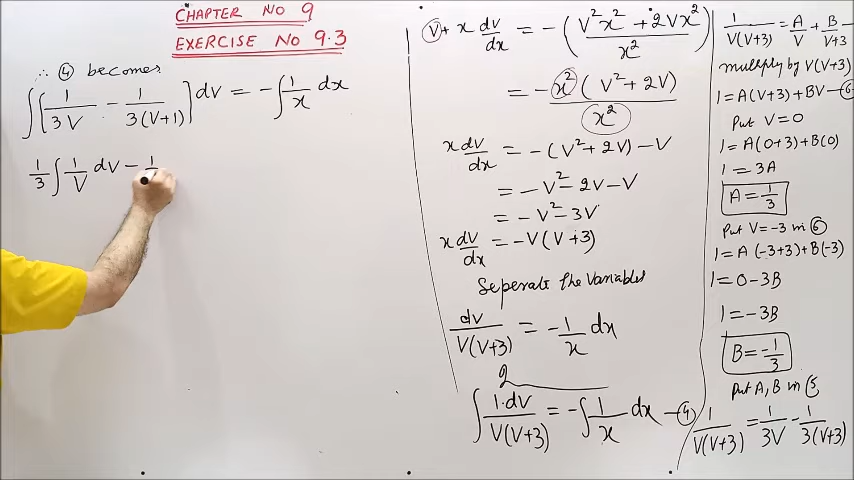 CHAPTER NO 9
EXERCISE NO 9.3
∴ ④ becomes
∫[1/3V - 1/3(V+1)] dV = -∫ 1/x dx
1/3 ∫ 1/V dV - 1
V + x dV/dx = -(V²x² + 2Vx²/x²)
= -x²(V² + 2V)/x²
x dV/dx = -(V² + 2V) - V
= -V² - 2V - V
= -V² - 3V
x dV/dx = -V(V+3)
Seperate the Variables
dv/V(V+3) = -1/x dx
∫ 1·dV/V(V+3) = -∫ 1/x dx —④
1/V(V+3) = A/V + B/V+3 -
multiply by V(V+3)
1 = A(V+3) + BV —⑥
Put V=0
1 = A(0+3) + B(0)
1 = 3A
A = 1/3
Put V=-3 in ⑥
1 = A(-3+3) + B(-3)
1 = 0 - 3B
1 = -3B
B = -1/3
Put A, B in 5
1/V(V+3) = 1/3V - 1/3(V+3)